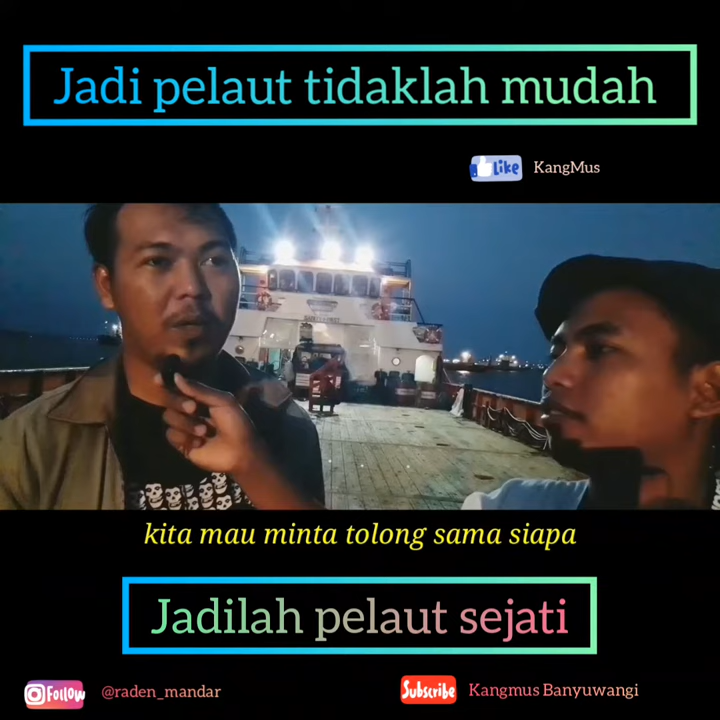 Jadi pelaut tidaklah mudah
Like KangMus
kita mau minta tolong sama siapa
Jadilah pelaut sejati
Follow @raden_mandar
Subscribe Kangmus Banyuwangi